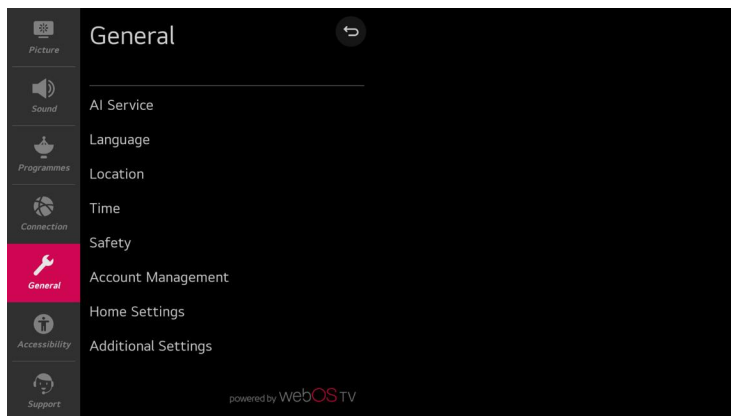 Picture
Sound
Programmes
Connection
General
Accessibility
Support
General
AI Service
Language
Location
Time
Safety
Account Management
Home Settings
Additional Settings
powered by webOS TV